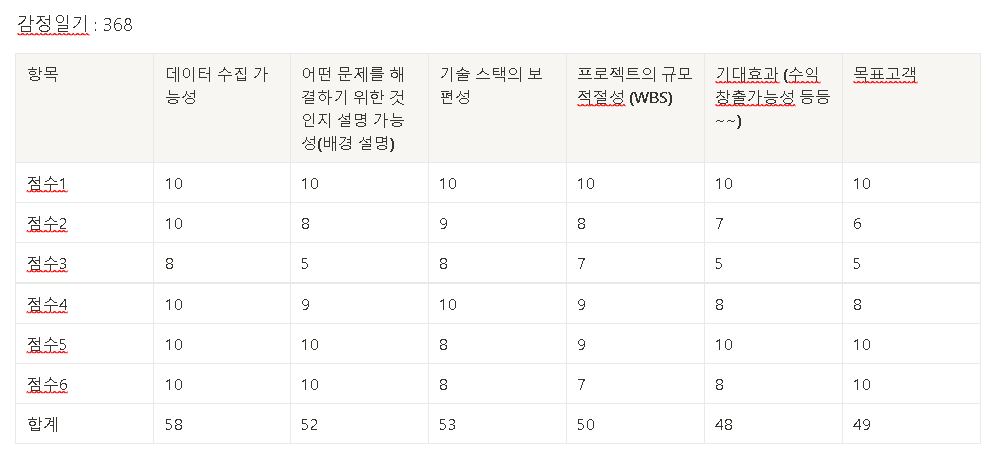 감정일기 : 368
항목 데이터 수집 가 어떤 문제를 해 기술 스택의 보 프로젝트의 규모 기대효과 (수익 목표고객
능성 결하기 위한 것 편성 적절성 (WBS) 창출가능성 등등
인지 설명 가능 ~~)
성(배경 설명)
점수1 10 10 10 10 10 10
점수2 10 8 9 8 7 6
점수3 8 5 8 7 5 5
점수4 10 9 10 9 8 8
점수5 10 10 8 9 10 10
점수6 10 10 8 7 8 10
합계 58 52 53 50 48 49